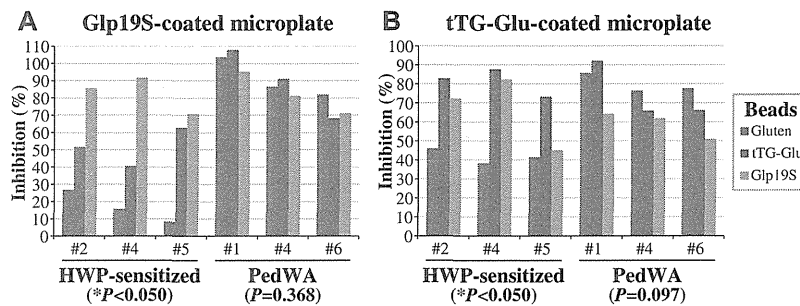 A Glp19S-coated microplate
Inhibition (%)
110
100
90
80
70
60
50
40
30
20
10
0
#2 #4 #5 #1 #4 #6
HWP-sensitized PedWA
(*P<0.050) (P=0.368)
B tTG-Glu-coated microplate
Inhibition (%)
100
90
80
70
60
50
40
30
20
10
0
#2 #4 #5 #1 #4 #6
HWP-sensitized PedWA
(*P<0.050) (P=0.097)
Beads
Gluten
tTG-Glu
Glp19S